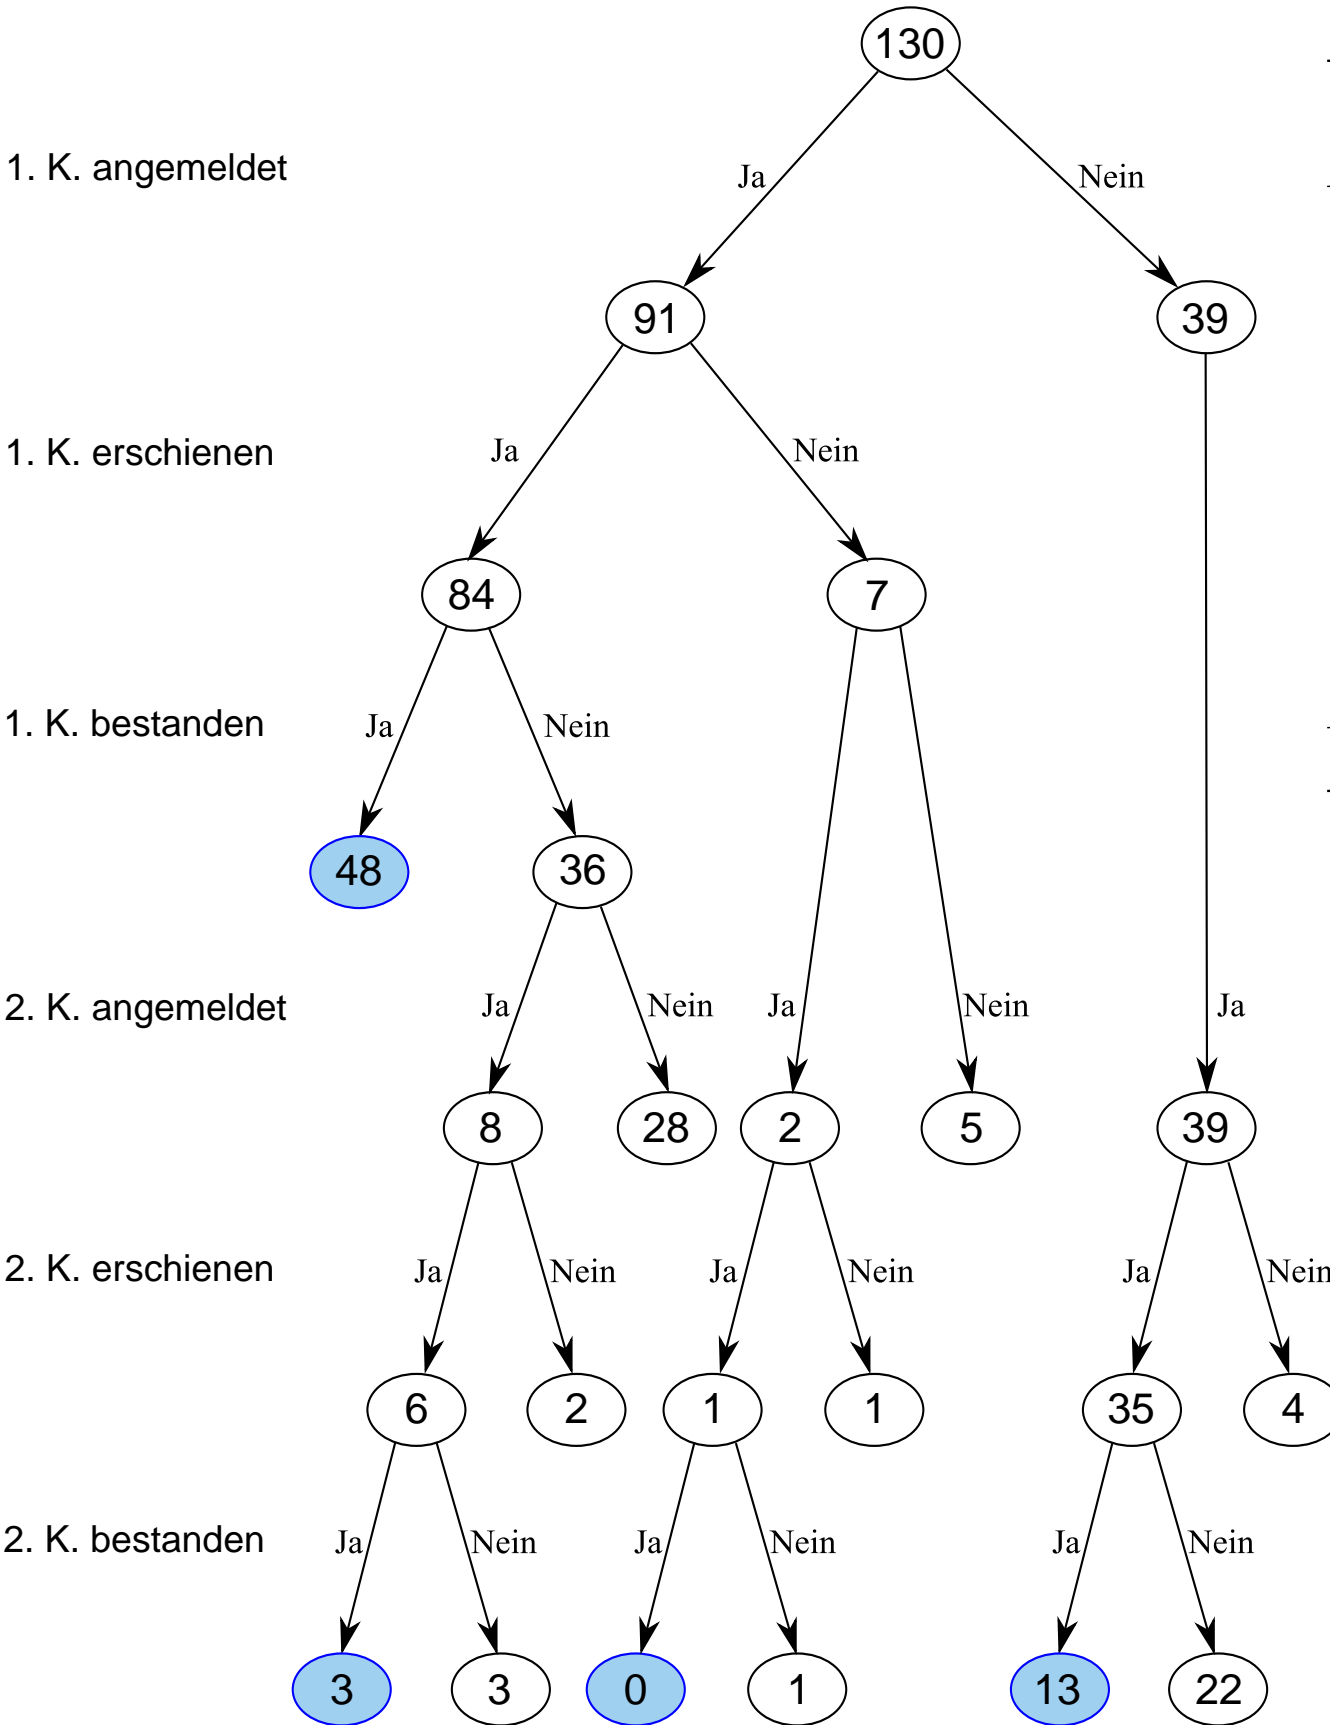 130
1. K. angemeldet
Ja
Nein
91
39
1. K. erschienen
Ja
Nein
84
7
1. K. bestanden
Ja
Nein
48
36
2. K. angemeldet
Ja
Nein
Ja
Nein
Ja
8
28
2
5
39
2. K. erschienen
Ja
Nein
Ja
Nein
Ja
Nein
6
2
1
1
35
4
2. K. bestanden
Ja
Nein
Ja
Nein
Ja
Nein
3
3
0
1
13
22